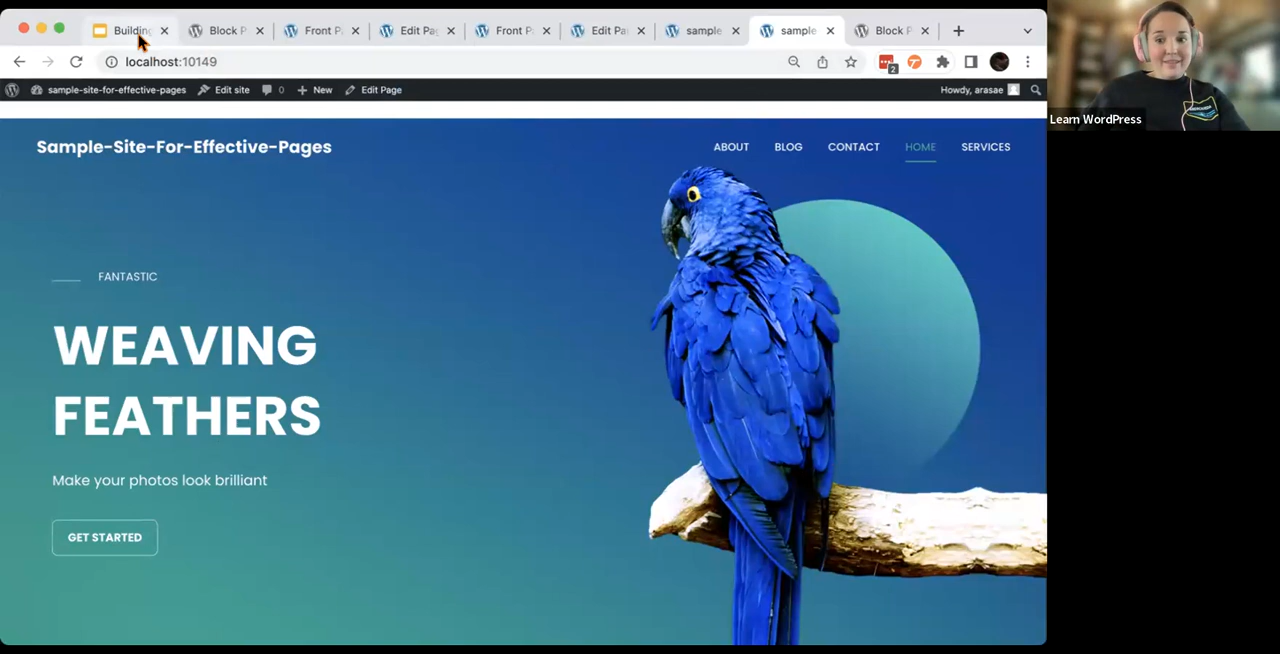 Building
Block P
Front P
Edit Pa
Front P
Edit Pa
sample
sample
Block P
localhost:10149
2
sample-site-for-effective-pages
Edit site
0
New
Edit Page
Howdy, arasae
Learn WordPress
Sample-Site-For-Effective-Pages
ABOUT
BLOG
CONTACT
HOME
SERVICES
FANTASTIC
WEAVING
FEATHERS
Make your photos look brilliant
GET STARTED